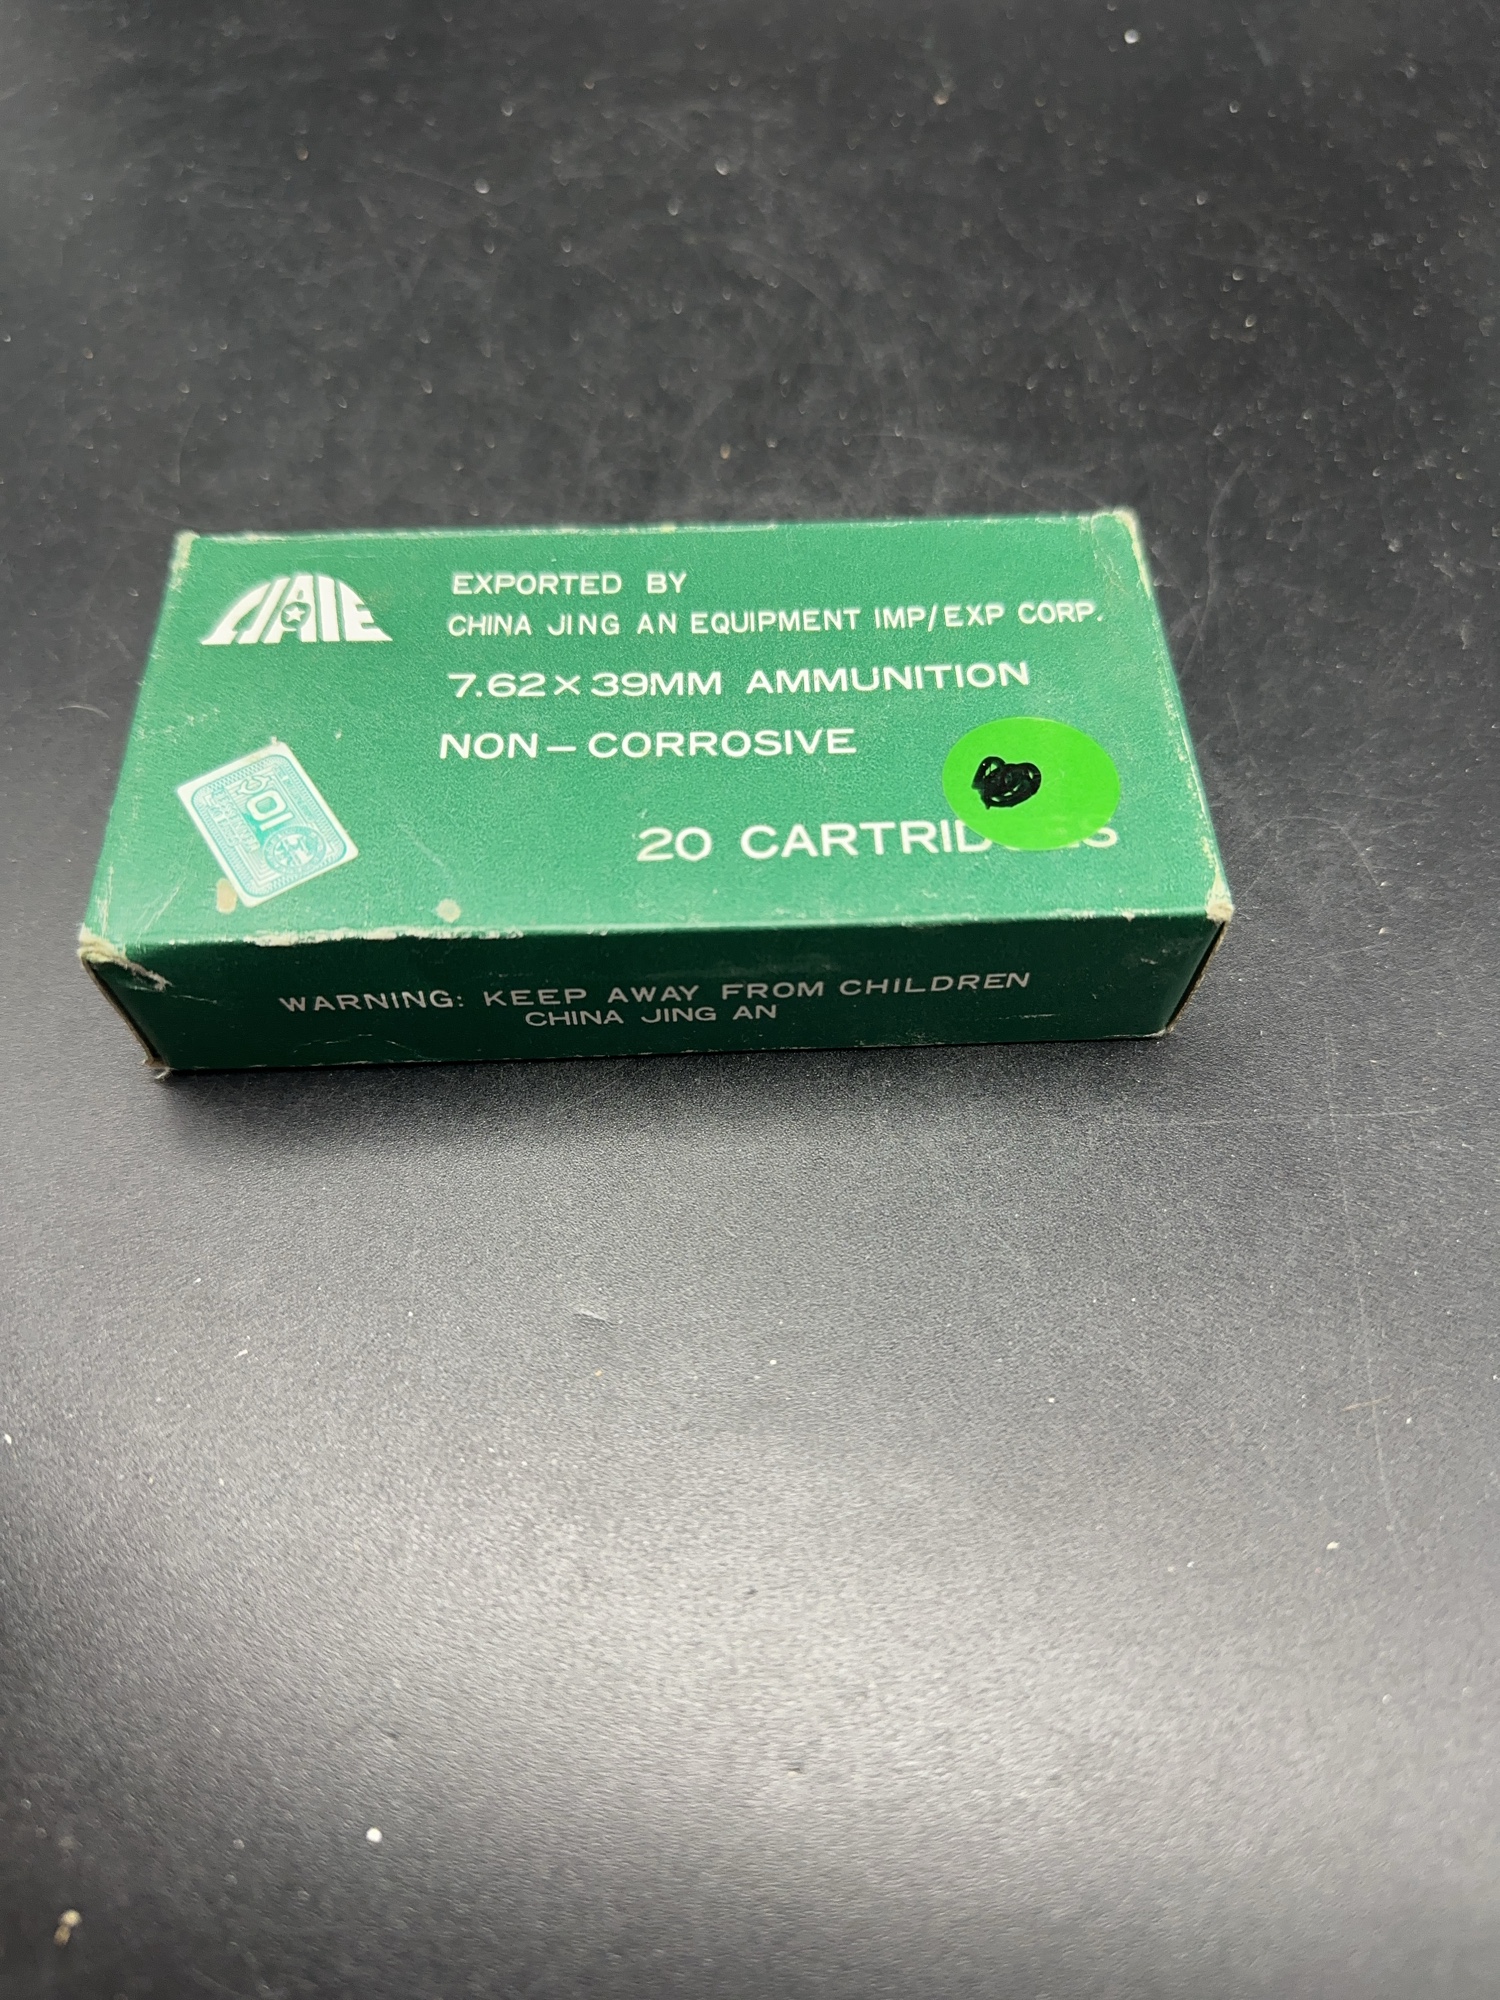 EXPORTED BY
CHINA JING AN EQUIPMENT IMP/EXP CORP.
7.62×39MM AMMUNITION
NON-CORROSIVE
20
WARNING: KEEP AWAY FROM CHILDREN
CHINA JING AN